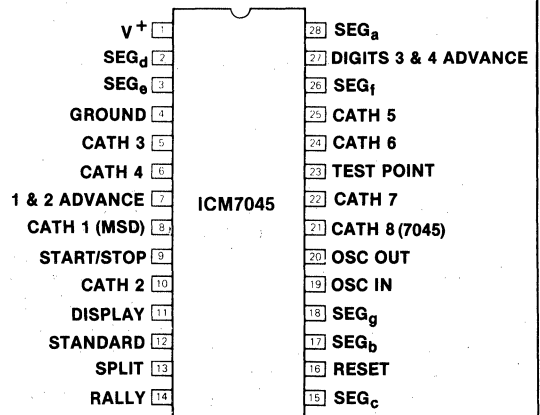 V+ 1 28 SEGa
SEGd 2 27 DIGITS 3 & 4 ADVANCE
SEGe 3 26 SEGf
GROUND 4 25 CATH 5
CATH 3 5 24 CATH 6
CATH 4 6 23 TEST POINT
1 & 2 ADVANCE 7 22 CATH 7
ICM7045
CATH 1 (MSD) 8 21 CATH 8 (7045)
START/STOP 9 20 OSC OUT
CATH 2 10 19 OSC IN
DISPLAY 11 18 SEGg
STANDARD 12 17 SEGb
SPLIT 13 16 RESET
RALLY 14 15 SEGc